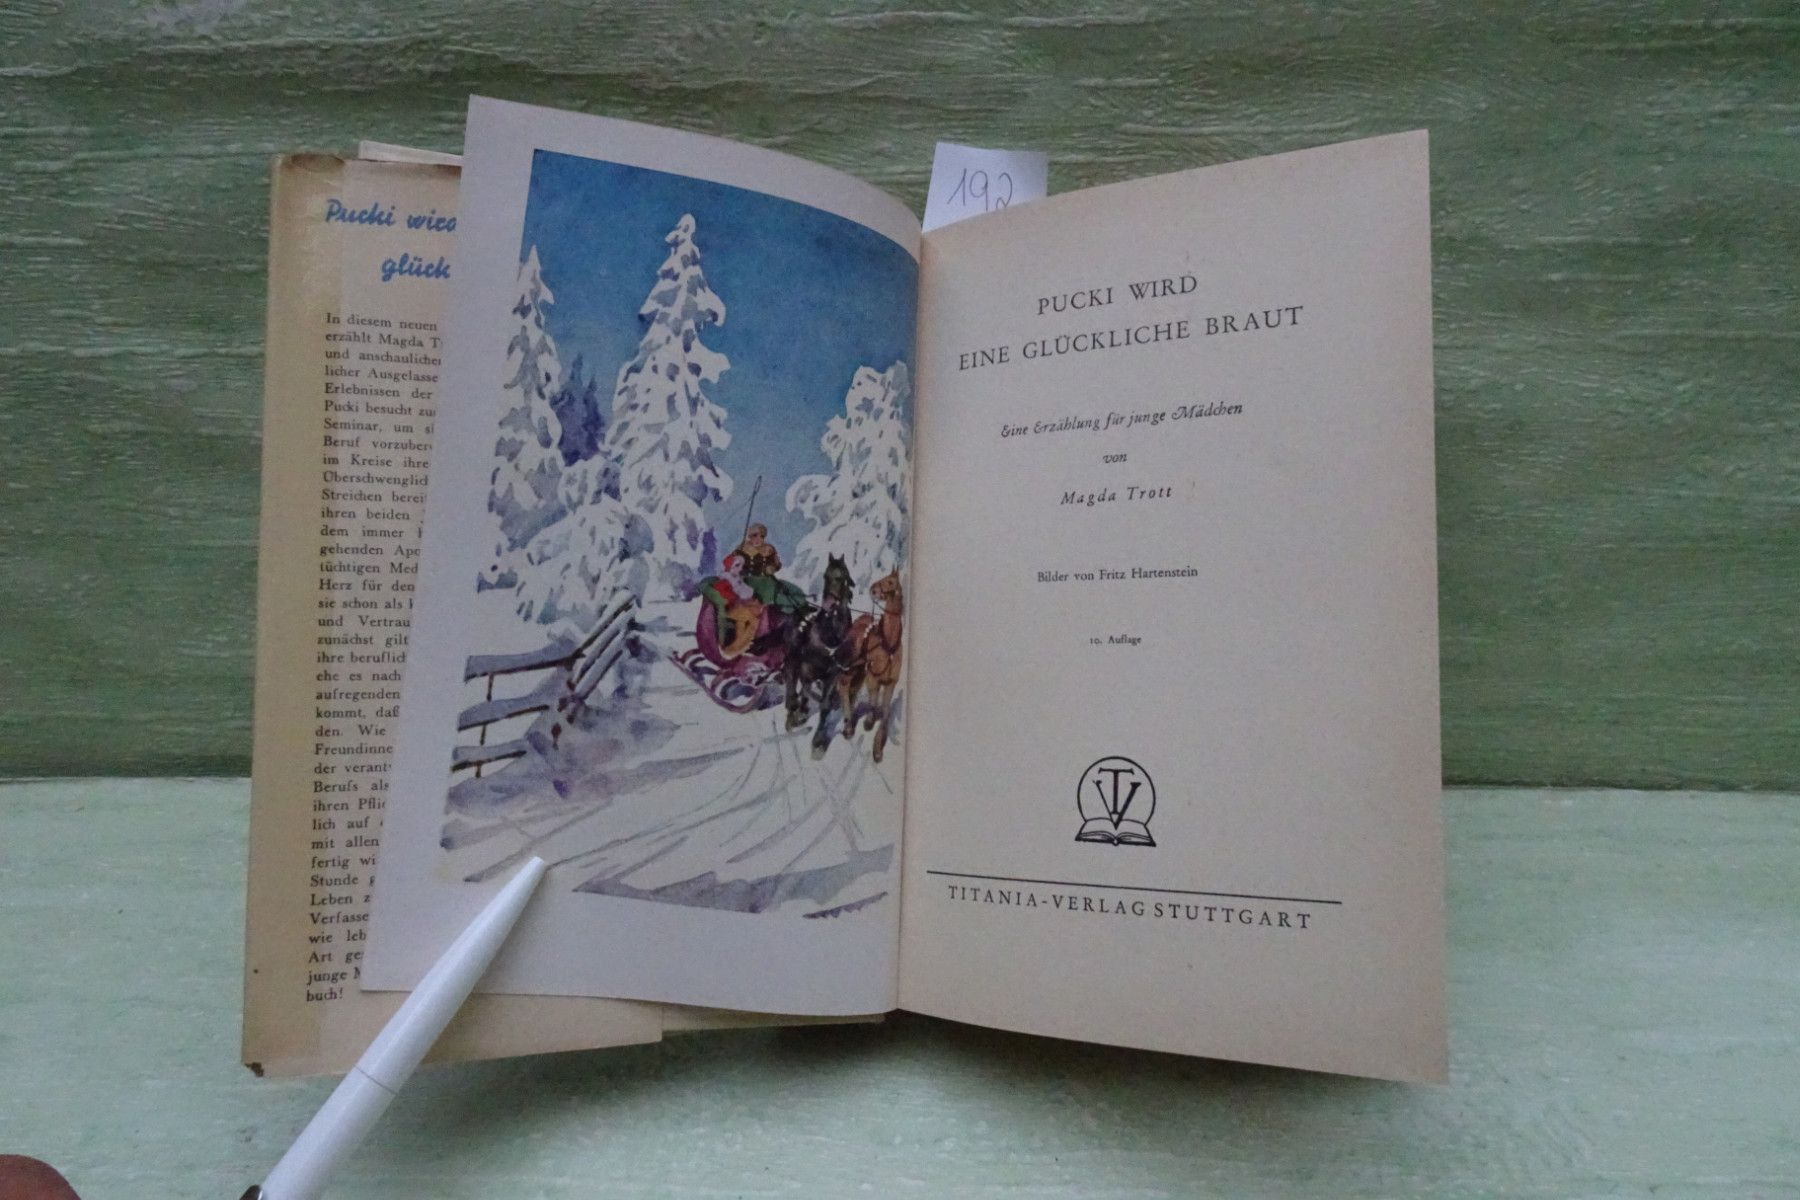 Pucki wird
glück
In diesem neuen
erzählt Magda
und anschauliche
licher Ausgelasse
Erlebnissen der
Pucki besucht zu
Seminar, um si
Beruf vorzuber
im Kreise ihre
Überschwenglich
Streichen berei
ihren beiden
dem immer
gehenden Apo
tüchtigen Med
Herz für den
sie schon als
und Vertrau
zunächst gilt
ihre beruflich
ehe es nach
aufregenden
kommt, daß
den. Wie
Freundinne
der verant
Berufs als
ihren Pfli
lich auf
mit allen
fertig wi
Stunde
Leben z
Verfasse
wie leb
Art ge
junge
buch!
192
PUCKI WIRD
EINE GLÜCKLICHE BRAUT
Eine Erzählung für junge Mädchen
von
Magda Trott
Bilder von Fritz Hartenstein
10. Auflage
TV
TITANIA-VERLAG STUTTGART